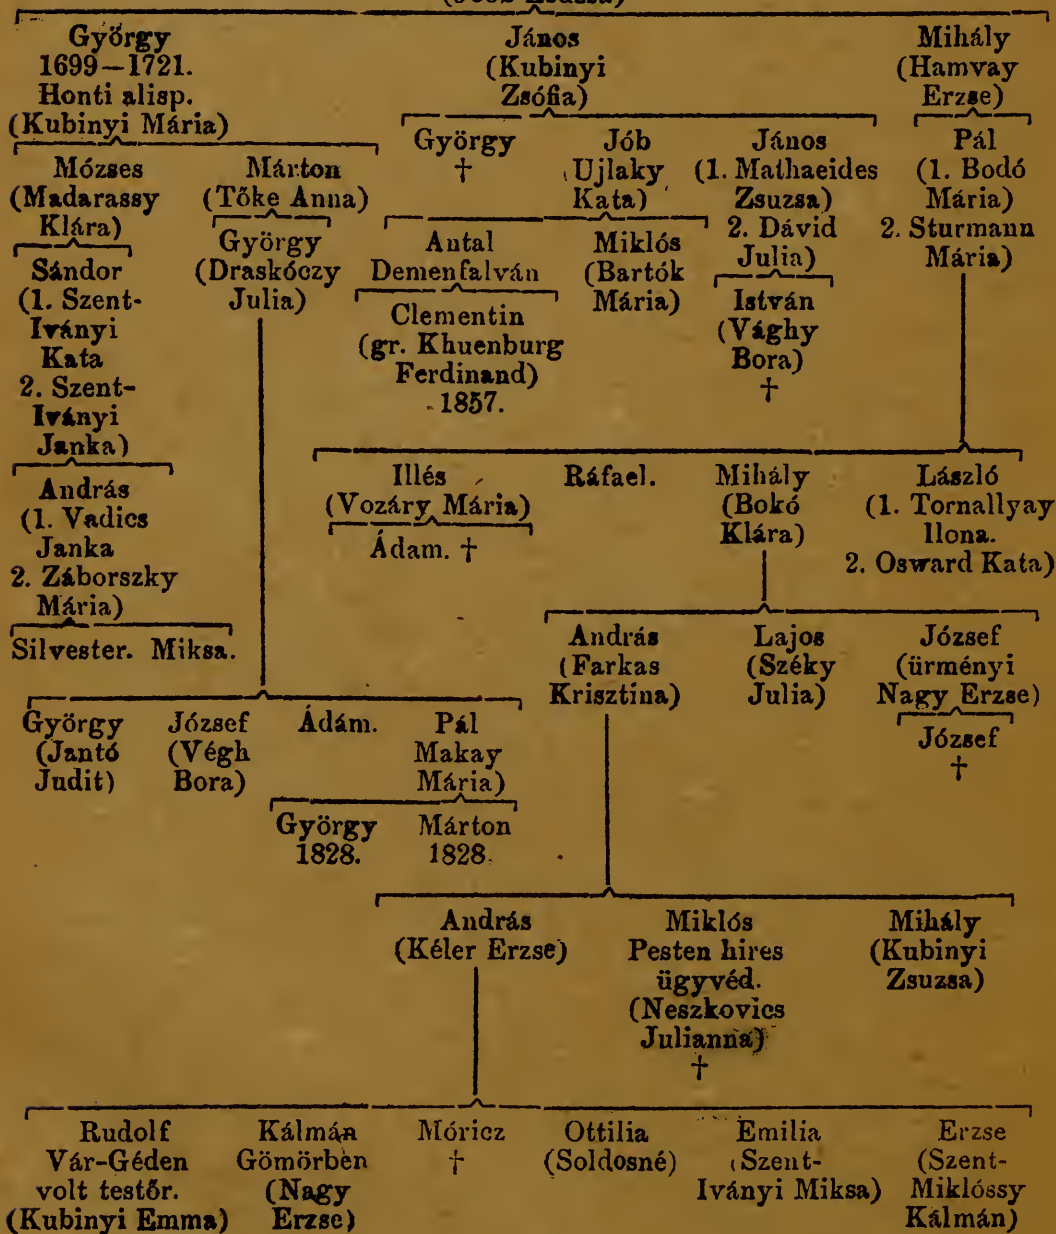 György
1699—1721.
Honti alisp.
(Kubinyi Mária)
János
(Kubinyi
Zsófia)
Mihály
(Hamvay
Erzse)
Mózses
(Madarassy
Klára)
Márton
(Tőke Anna)
György
†
Jób
Ujlaky
Kata)
János
(1. Mathaeides
Zsuzsa)
2. Dávid
Julia)
Pál
(1. Bodó
Mária)
2. Sturmann
Mária)
Sándor
(1. Szent-
Iványi
Kata
2. Szent-
Iványi
Janka)
György
(Draskóczy
Julia)
Antal
Demenfalván
Miklós
(Bartók
Mária)
István
(Vághy
Bora)
†
Clementin
(gr. Khuenburg
Ferdinand)
1857.
András
(1. Vadics
Janka
2. Záborszky
Mária)
Illés
(Vozáry Mária)
Ráfael.
Mihály
(Bokó
Klára)
László
(1. Tornallyay
Ilona.
2. Osward Kata)
Ádam. †
Silvester. Miksa.
András
(Farkas
Krisztina)
Lajos
(Széky
Julia)
József
(ürményi
Nagy Erzse)
József
†
György
(Jantó
Judit)
József
(Végh
Bora)
Ádám.
Pál
Makay
Mária)
György
1828.
Márton
1828.
András
(Kéler Erzse)
Miklós
Pesten hires
ügyvéd.
(Neszkovics
Julianna)
†
Mihály
(Kubinyi
Zsuzsa)
Rudolf
Vár-Géden
volt testőr.
(Kubinyi Emma)
Kálmán
Gömörben
(Nagy
Erzse)
Móricz
†
Ottilia
(Soldosné)
Emilia
(Szent-
Iványi Miksa)
Erzse
(Szent-
Miklóssy
Kálmán)